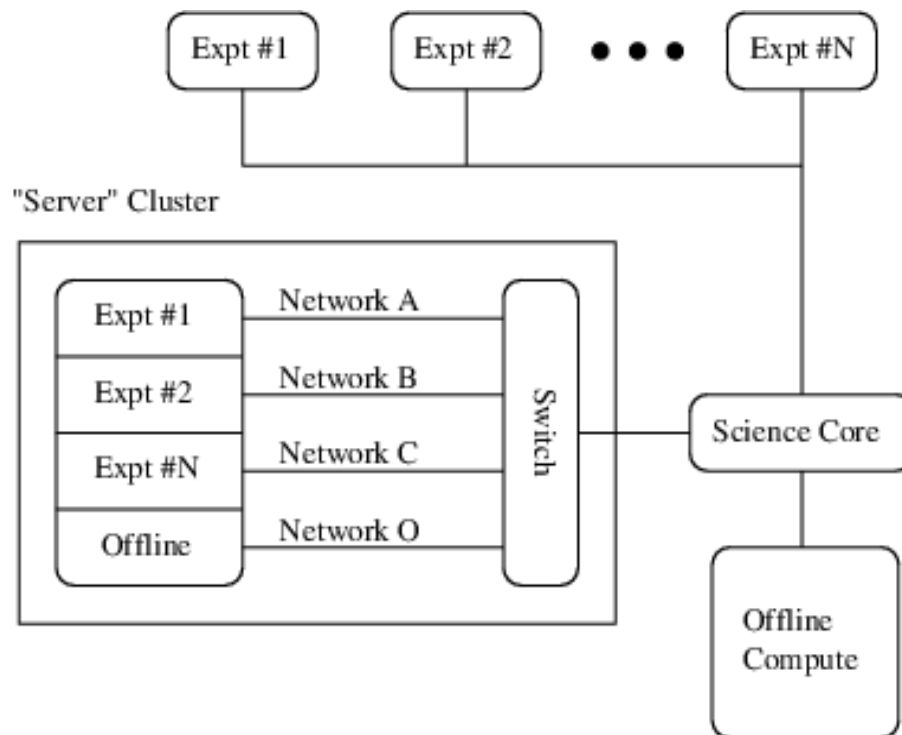 Expt #1
Expt #2
Expt #N
"Server" Cluster
Expt #1
Network A
Expt #2
Network B
Expt #N
Network C
Offline
Network O
Switch
Science Core
Offline
Compute